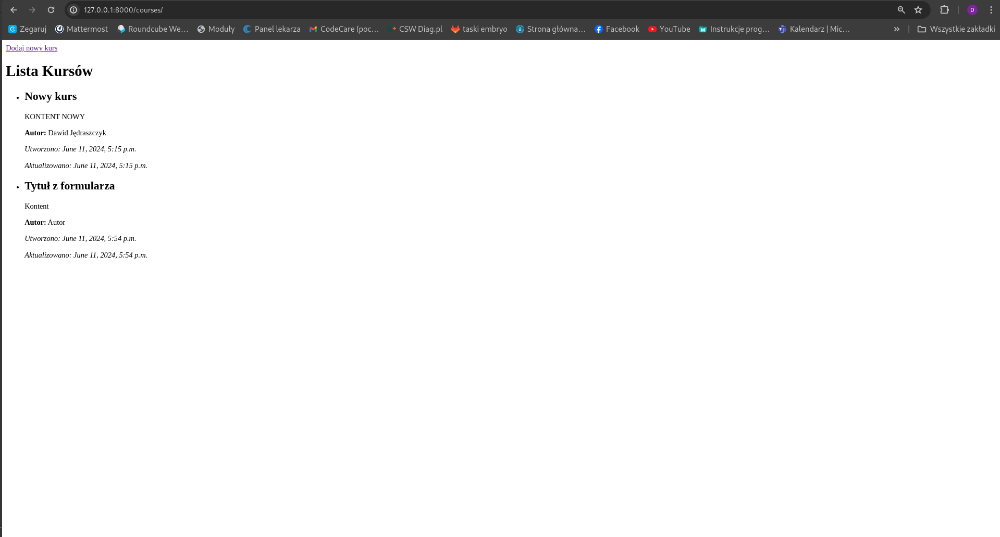 127.0.0.1:8000/courses/
D
Zegaruj Mattermost Roundcube We... Moduły Panel lekarza CodeCare (poc... CSW Diag.pl taski embryo Strona główna... Facebook YouTube Instrukcje prog... Kalendarz | Mic... » Wszystkie zakładki
Dodaj nowy kurs
Lista Kursów
• Nowy kurs
KONTENT NOWY
Autor: Dawid Jędraszczyk
Utworzono: June 11, 2024, 5:15 p.m.
Aktualizowano: June 11, 2024, 5:15 p.m.
• Tytuł z formularza
Kontent
Autor: Autor
Utworzono: June 11, 2024, 5:54 p.m.
Aktualizowano: June 11, 2024, 5:54 p.m.